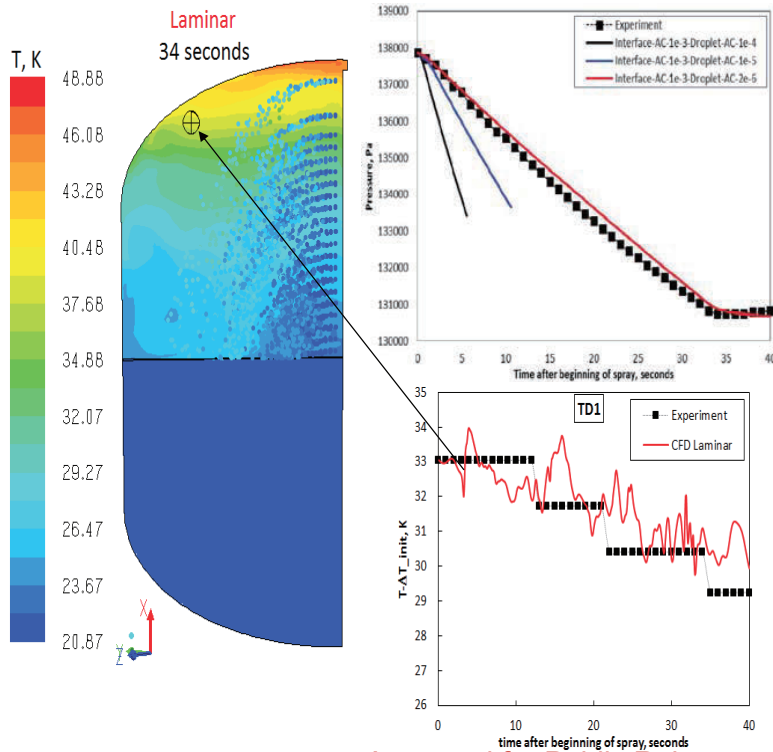 Laminar
34 seconds
T, K
48.88
46.08
43.28
40.48
37.68
34.88
32.07
29.27
26.47
23.67
20.87
X
Z
139000
138000
137000
136000
135000
134000
133000
132000
131000
130000
Pressure, Pa
Experiment
Interface-AC-1e-3-Droplet-AC-1e-4
Interface-AC-1e-3-Droplet-AC-1e-5
Interface-AC-1e-3-Droplet-AC-2e-6
0 5 10 15 20 25 30 35 40
Time after beginning of spray, seconds
TD1
35
34
33
32
31
30
29
28
27
26
T-ΔT_init, K
Experiment
CFD Laminar
0 10 20 30 40
time after beginning of spray, seconds